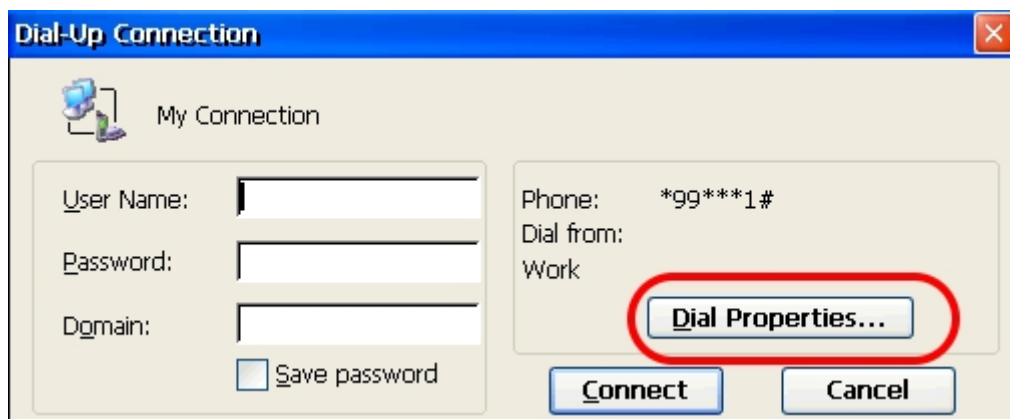 Dial-Up Connection
My Connection
User Name:
Password:
Domain:
Save password
Phone: *99***1#
Dial from:
Work
Dial Properties...
Connect Cancel